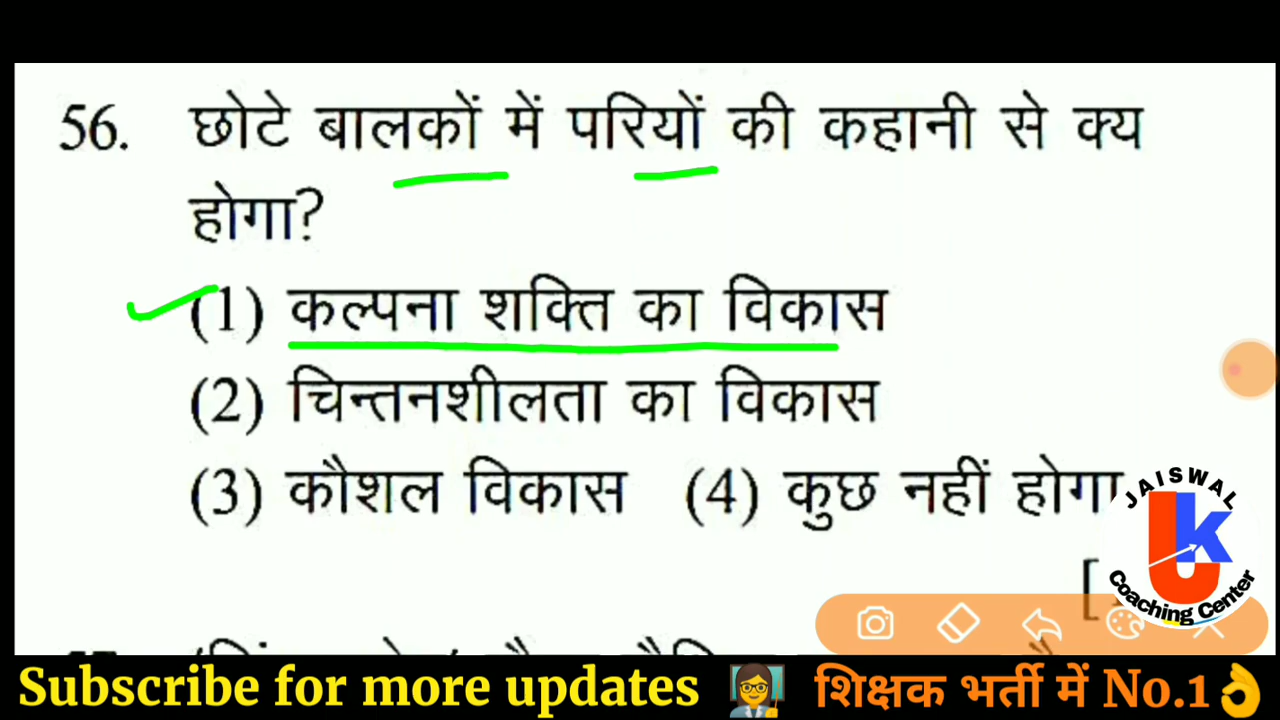 56. छोटे बालकों में परियों की कहानी से क्य
होगा?
(1) कल्पना शक्ति का विकास
(2) चिन्तनशीलता का विकास
(3) कौशल विकास (4) कुछ नहीं होगा
[
JAISWAL
JK
Coaching Center
Subscribe for more updates शिक्षक भर्ती में No.1